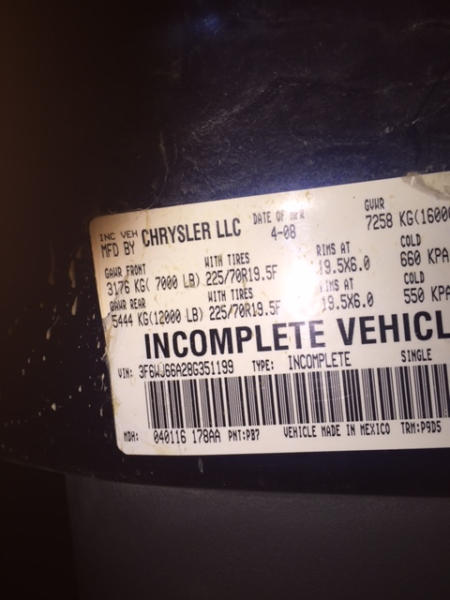 INC VEH
MFD BY CHRYSLER LLC DATE OF MFR 4-08 GVWR 7258 KG(16000
GAWR FRONT WITH TIRES RIMS AT COLD
3176 KG( 7000 LB) 225/70R19.5F 19.5X6.0 660 KPA
GAWR REAR WITH TIRES RIMS AT COLD
5444 KG(12000 LB) 225/70R19.5F 19.5X6.0 550 KPA
INCOMPLETE VEHICL
VIN: 3F6WJ66A28G351199 TYPE: INCOMPLETE SINGLE
MDH: 040116 178AA PNT:PB7 VEHICLE MADE IN MEXICO TRM:P9D5